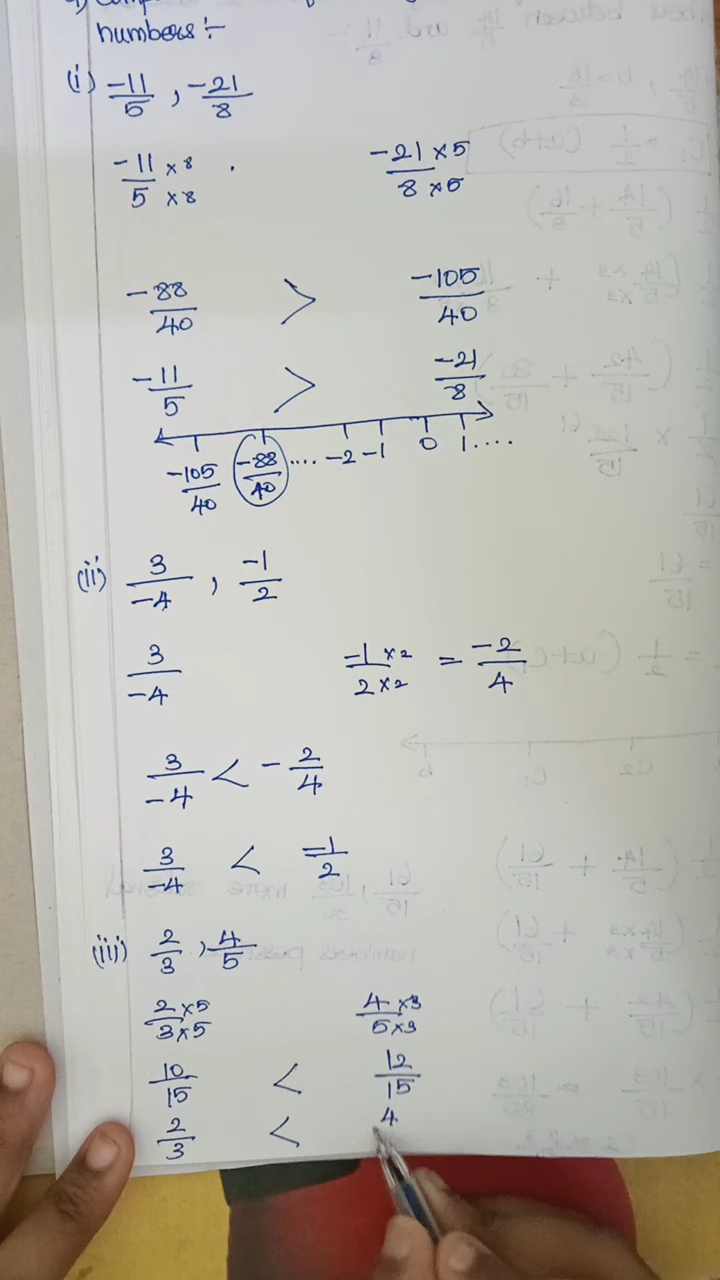 numbers :-
(i) -11/5 , -21/8
-11/5 ×8/×8 . -21/8 ×5/×5
-88/40 > -105/40
-11/5 > -21/8
-105/40 -88/40 .... -2 -1 0 1 ....
(ii) 3/-4 , -1/2
3/-4 -1/2 ×2/×2 = -2/4
3/-4 < -2/4
3/-4 < -1/2
(iii) 2/3 , 4/5
2/3 ×5/×5 4/5 ×3/×3
10/15 < 12/15
2/3 < 4